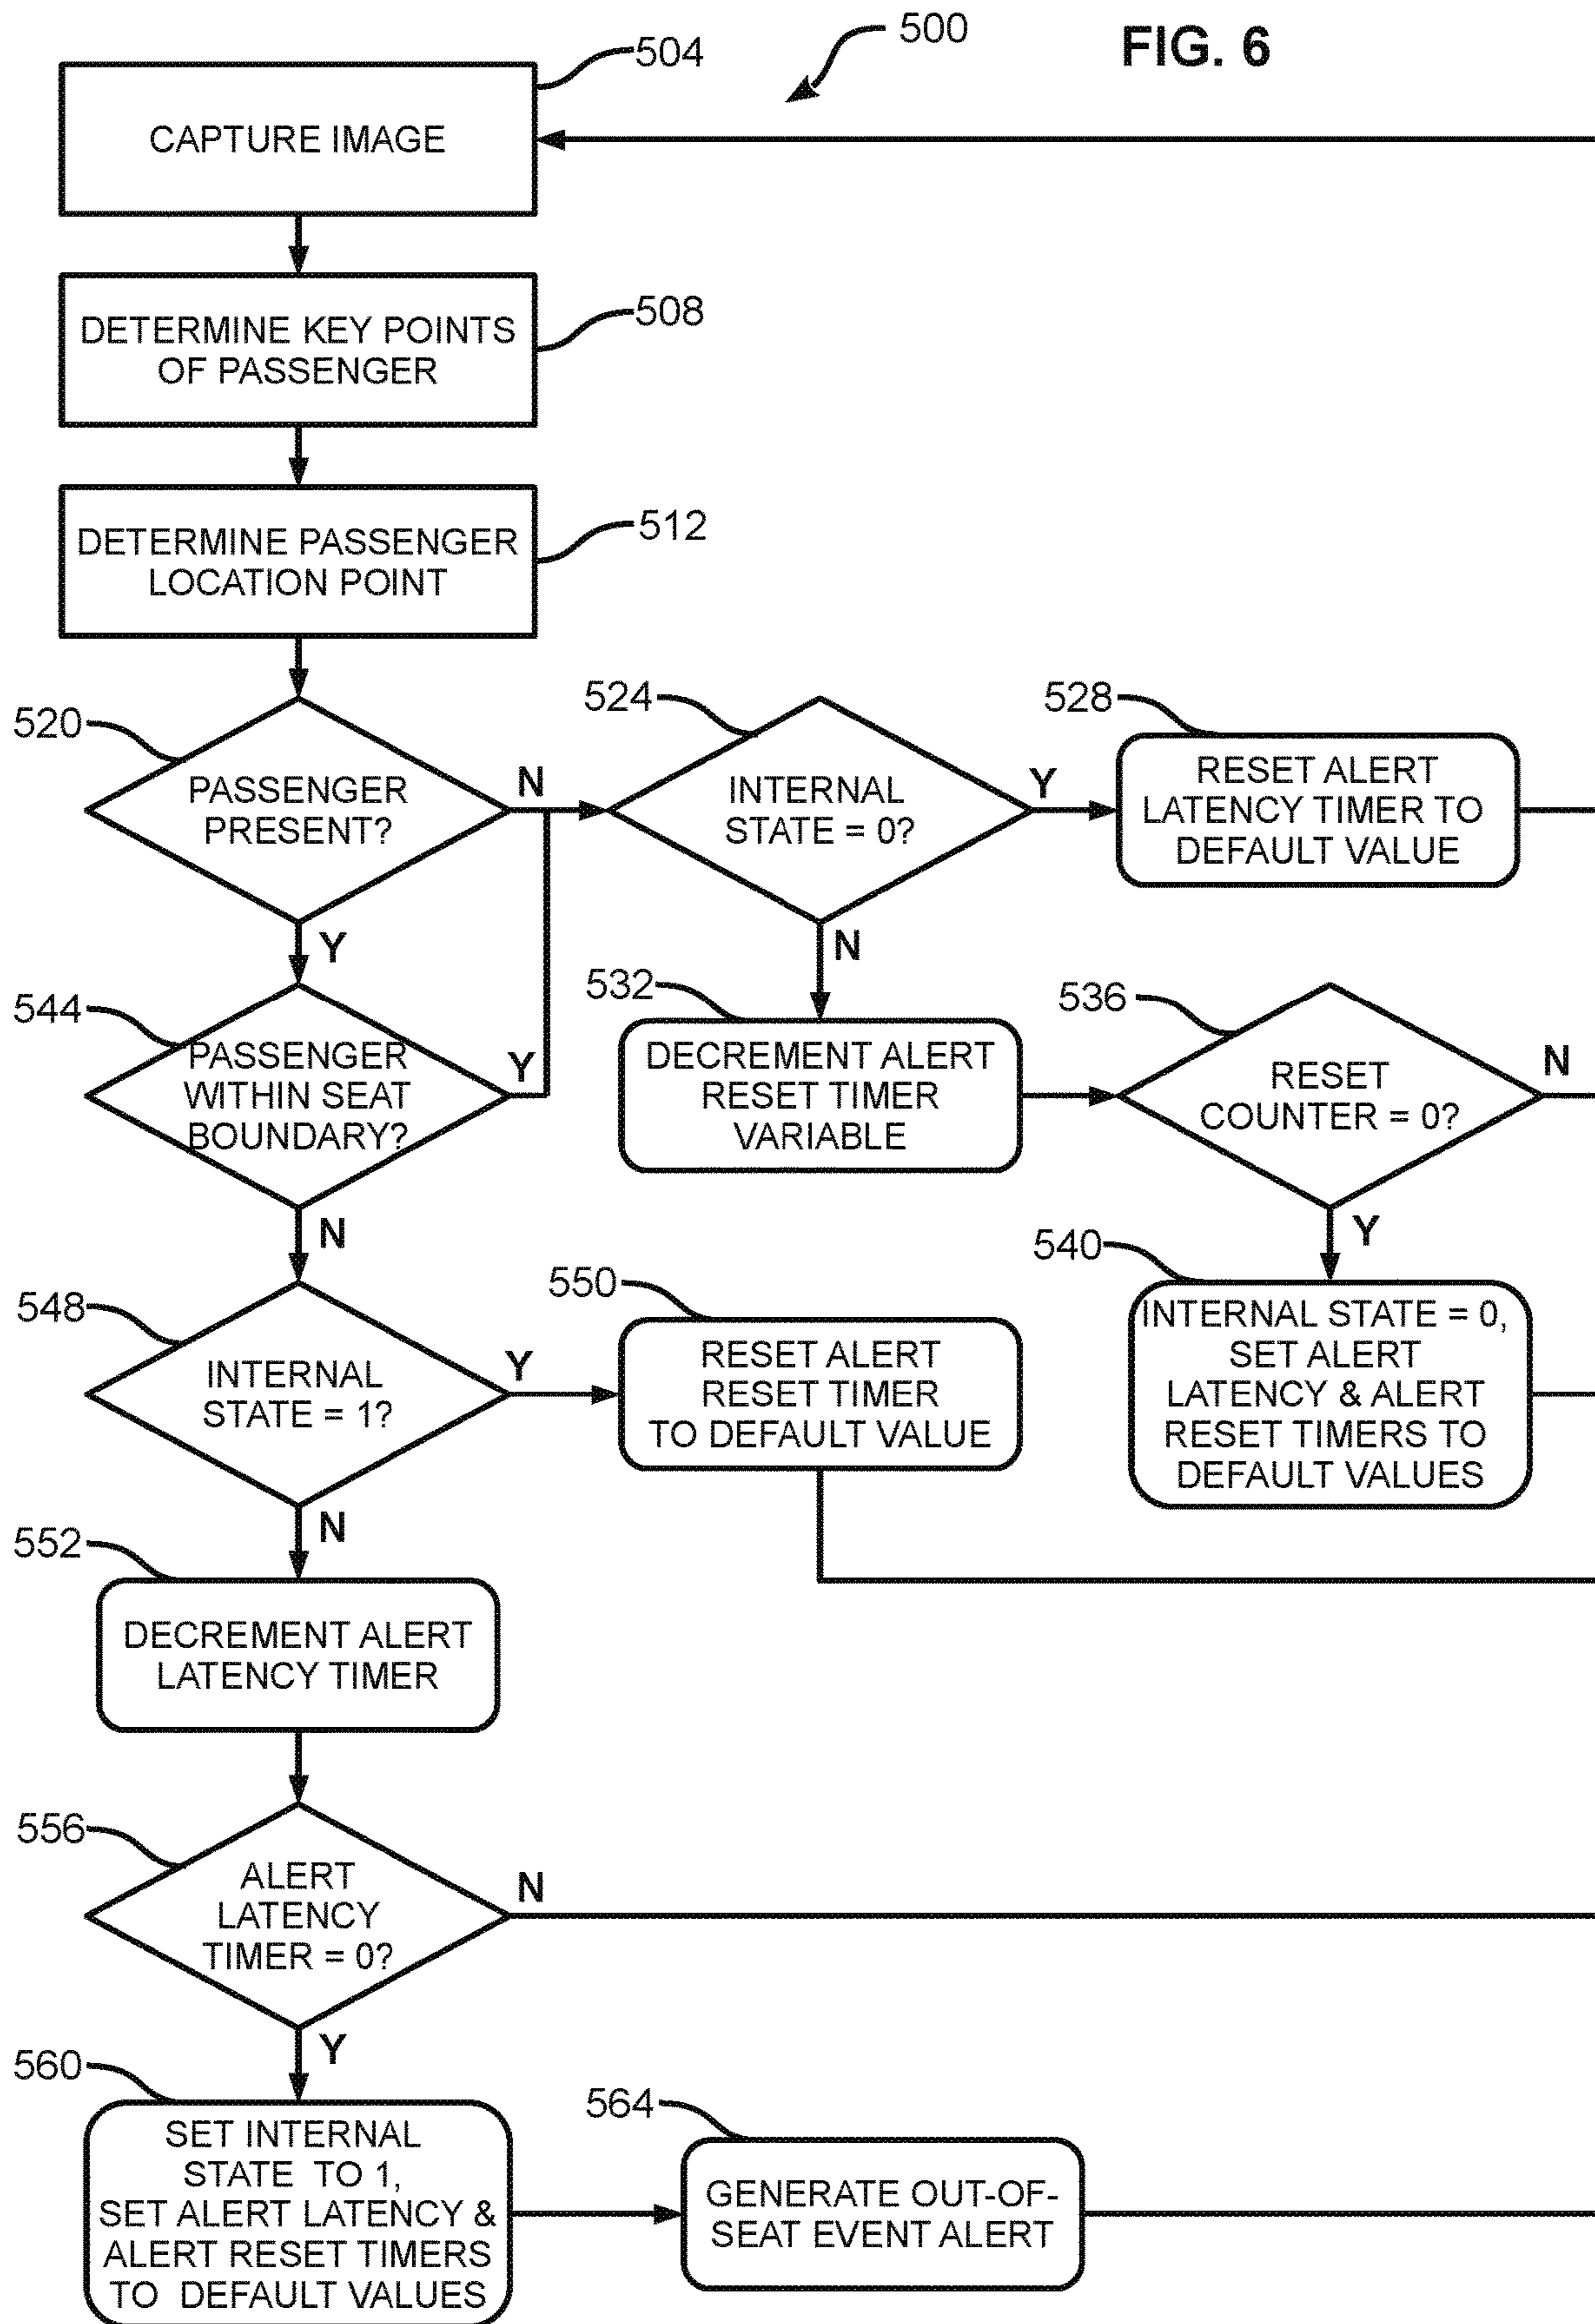 500
FIG. 6
504
CAPTURE IMAGE
508
DETERMINE KEY POINTS
OF PASSENGER
512
DETERMINE PASSENGER
LOCATION POINT
520
PASSENGER
PRESENT?
N
Y
524
INTERNAL
STATE = 0?
Y
N
528
RESET ALERT
LATENCY TIMER TO
DEFAULT VALUE
544
PASSENGER
WITHIN SEAT
BOUNDARY?
Y
N
532
DECREMENT ALERT
RESET TIMER
VARIABLE
536
RESET
COUNTER = 0?
N
Y
540
INTERNAL STATE = 0,
SET ALERT
LATENCY & ALERT
RESET TIMERS TO
DEFAULT VALUES
548
INTERNAL
STATE = 1?
Y
N
550
RESET ALERT
RESET TIMER
TO DEFAULT VALUE
552
DECREMENT ALERT
LATENCY TIMER
556
ALERT
LATENCY
TIMER = 0?
N
Y
560
SET INTERNAL
STATE TO 1,
SET ALERT LATENCY &
ALERT RESET TIMERS
TO DEFAULT VALUES
564
GENERATE OUT-OF-
SEAT EVENT ALERT